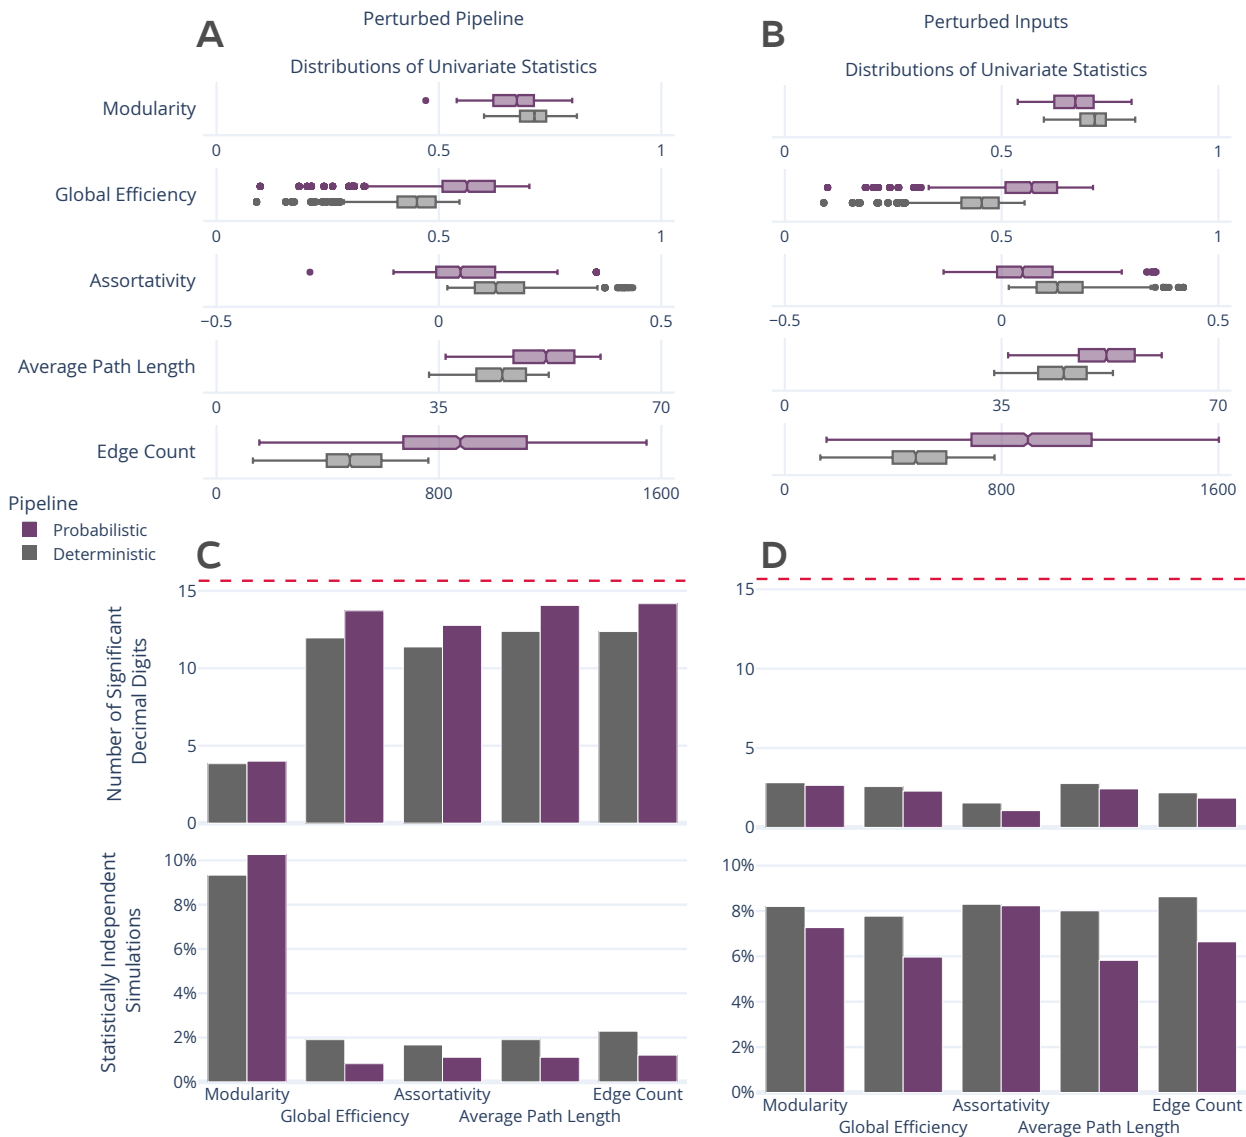 A
Perturbed Pipeline
Distributions of Univariate Statistics
Modularity
0 0.5 1
Global Efficiency
0 0.5 1
Assortativity
−0.5 0 0.5
Average Path Length
0 35 70
Edge Count
0 800 1600
B
Perturbed Inputs
Distributions of Univariate Statistics
0 0.5 1
0 0.5 1
−0.5 0 0.5
0 35 70
0 800 1600
Pipeline
Probabilistic
Deterministic
C
Number of Significant
Decimal Digits
15
10
5
0
Statistically Independent
Simulations
10%
8%
6%
4%
2%
0%
Modularity Assortativity Edge Count
Global Efficiency Average Path Length
D
15
10
5
0
10%
8%
6%
4%
2%
0%
Modularity Assortativity Edge Count
Global Efficiency Average Path Length